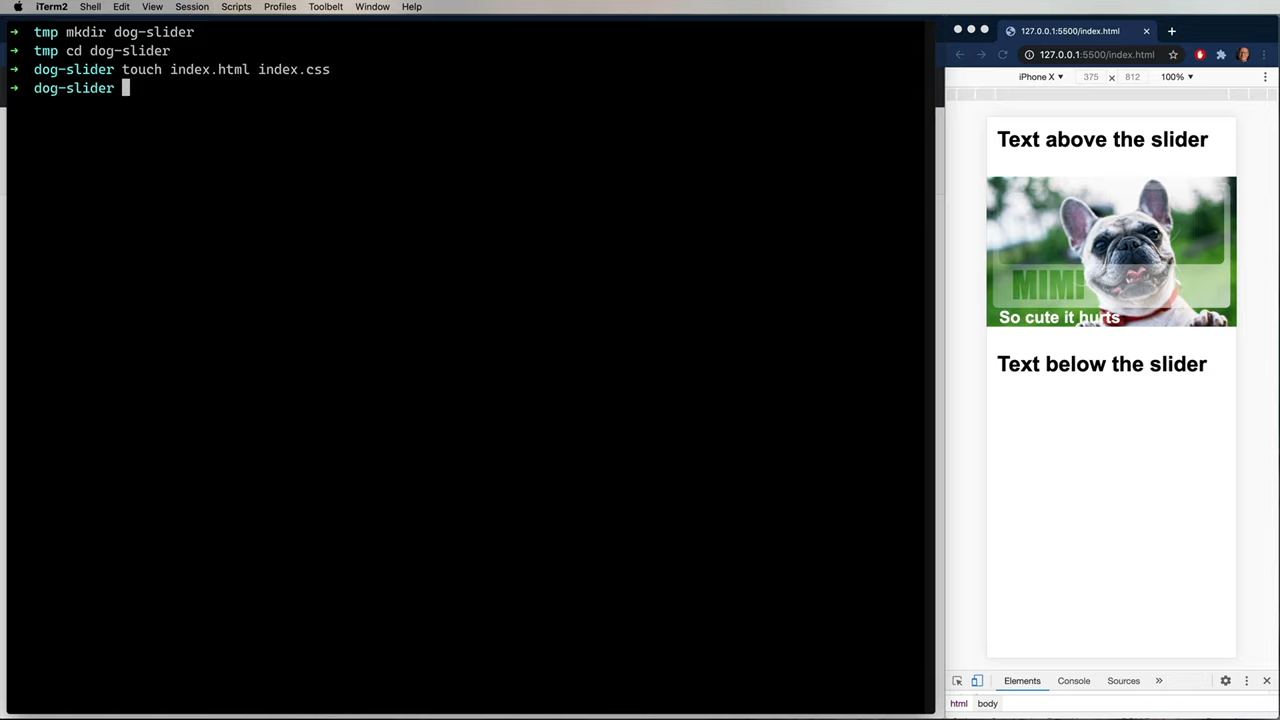 iTerm2 Shell Edit View Session Scripts Profiles Toolbelt Window Help
➜ tmp mkdir dog-slider
➜ tmp cd dog-slider
➜ dog-slider touch index.html index.css
➜ dog-slider
127.0.0.1:5500/index.html
127.0.0.1:5500/index.html
iPhone X ▾ 375 x 812 100% ▾
Text above the slider
MIMI
So cute it hurts
Text below the slider
Elements Console Sources »
html body